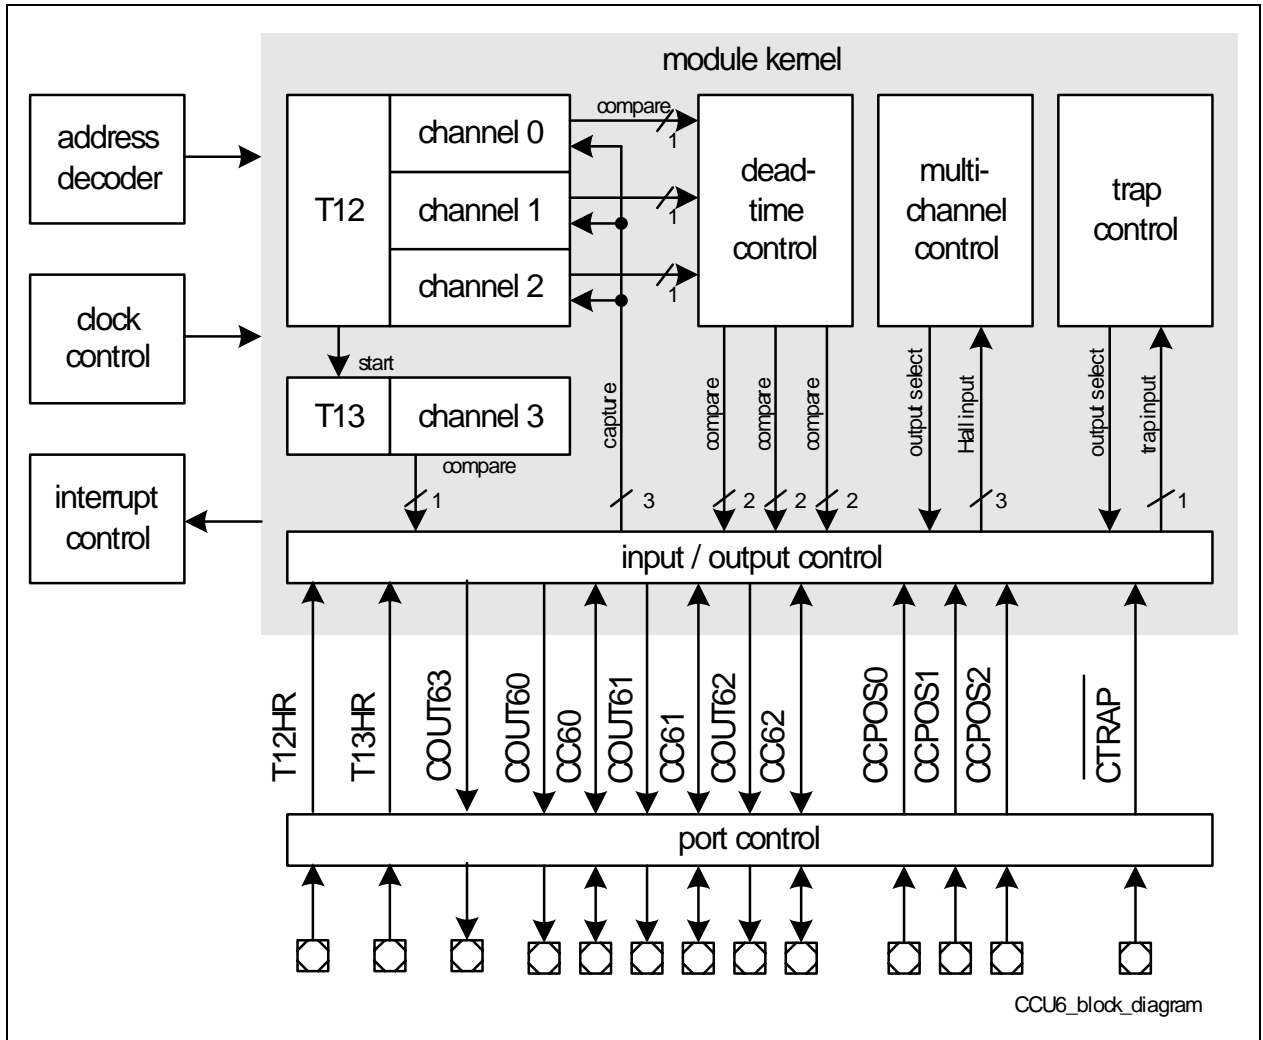 module kernel
address
decoder
clock
control
interrupt
control
T12
channel 0
channel 1
channel 2
compare
1
1
1
dead-
time
control
multi-
channel
control
trap
control
start
T13
channel 3
compare
1
capture
3
compare
2
compare
2
compare
2
output select
Hall input
3
output select
trap input
1
input / output control
T12HR
T13HR
COUT63
COUT60
CC60
COUT61
CC61
COUT62
CC62
CCPOS0
CCPOS1
CCPOS2
CTRAP
port control
CCU6_block_diagram